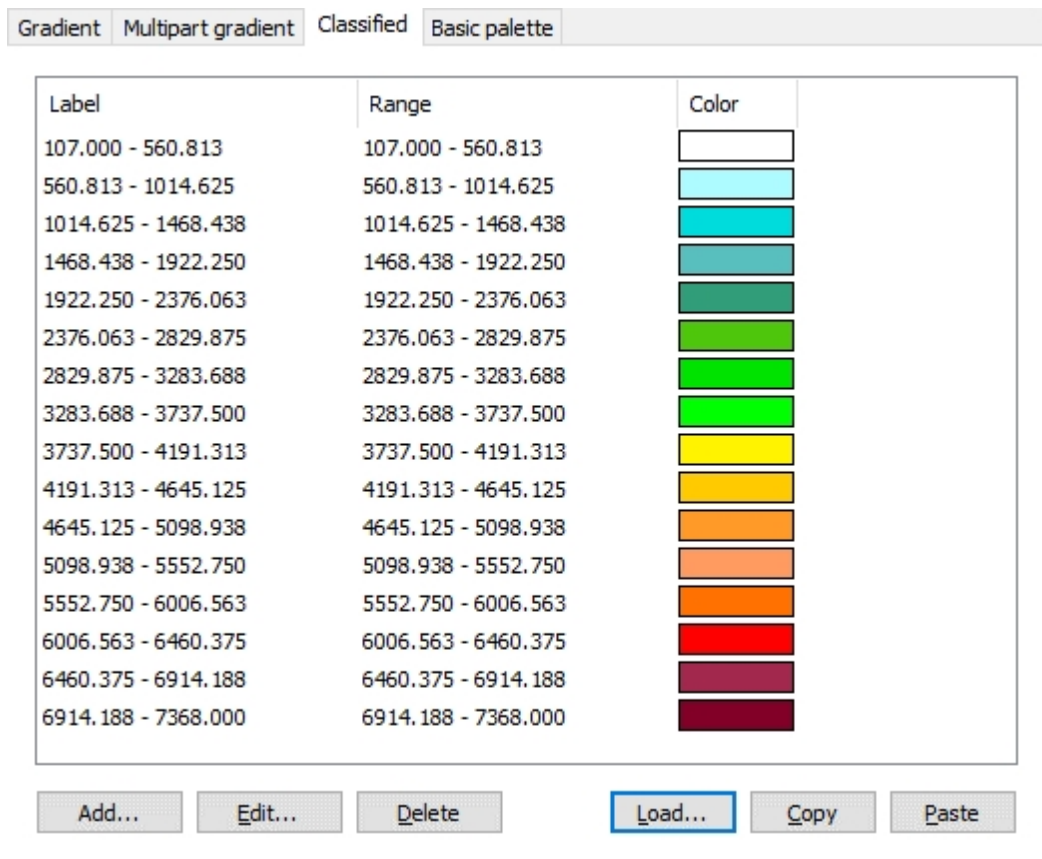 Gradient Multipart gradient Classified Basic palette
Label Range Color
107.000 - 560.813 107.000 - 560.813
560.813 - 1014.625 560.813 - 1014.625
1014.625 - 1468.438 1014.625 - 1468.438
1468.438 - 1922.250 1468.438 - 1922.250
1922.250 - 2376.063 1922.250 - 2376.063
2376.063 - 2829.875 2376.063 - 2829.875
2829.875 - 3283.688 2829.875 - 3283.688
3283.688 - 3737.500 3283.688 - 3737.500
3737.500 - 4191.313 3737.500 - 4191.313
4191.313 - 4645.125 4191.313 - 4645.125
4645.125 - 5098.938 4645.125 - 5098.938
5098.938 - 5552.750 5098.938 - 5552.750
5552.750 - 6006.563 5552.750 - 6006.563
6006.563 - 6460.375 6006.563 - 6460.375
6460.375 - 6914.188 6460.375 - 6914.188
6914.188 - 7368.000 6914.188 - 7368.000
Add... Edit... Delete Load... Copy Paste